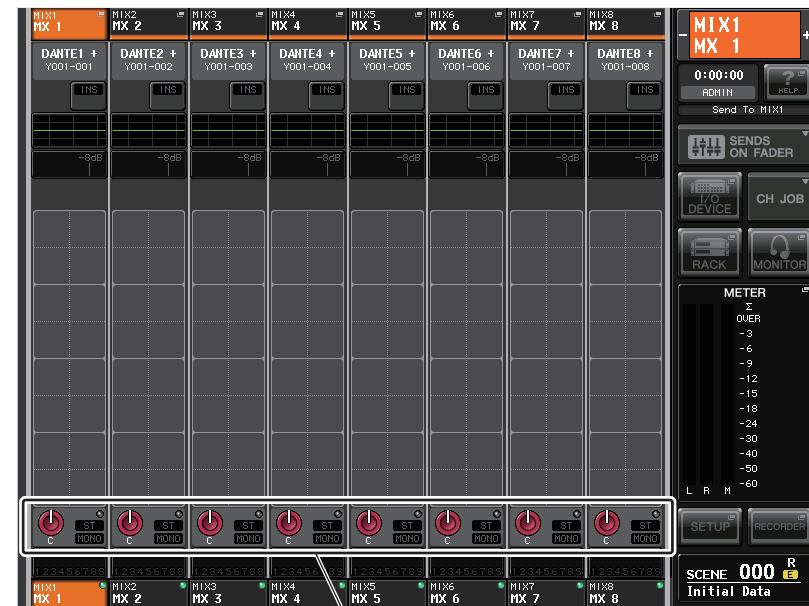 MIX1 MIX2 MIX3 MIX4 MIX5 MIX6 MIX7 MIX8
MX 1 MX 2 MX 3 MX 4 MX 5 MX 6 MX 7 MX 8
DANTE1 + DANTE2 + DANTE3 + DANTE4 + DANTE5 + DANTE6 + DANTE7 + DANTE8 +
Y001-001 Y001-002 Y001-003 Y001-004 Y001-005 Y001-006 Y001-007 Y001-008
INS INS INS INS INS INS INS INS
-8dB -8dB -8dB -8dB -8dB -8dB -8dB -8dB
ST ST ST ST ST ST ST ST
C MONO C MONO C MONO C MONO C MONO C MONO C MONO C MONO
12345678S 12345678S 12345678S 12345678S 12345678S 12345678S 12345678S 12345678S
MIX1 MIX2 MIX3 MIX4 MIX5 MIX6 MIX7 MIX8
MX 1 MX 2 MX 3 MX 4 MX 5 MX 6 MX 7 MX 8
- MIX1 +
MX 1
0:00:00
ADMIN
?
HELP
Send To MIX1
SENDS
ON FADER
I/O
DEVICE
CH JOB
RACK
MONITOR
METER
Σ
OVER
-3
-6
-9
-12
-15
-18
-24
-30
-40
-50
-60
L R M
SETUP
RECORDER
SCENE 000 R
E
Initial Data